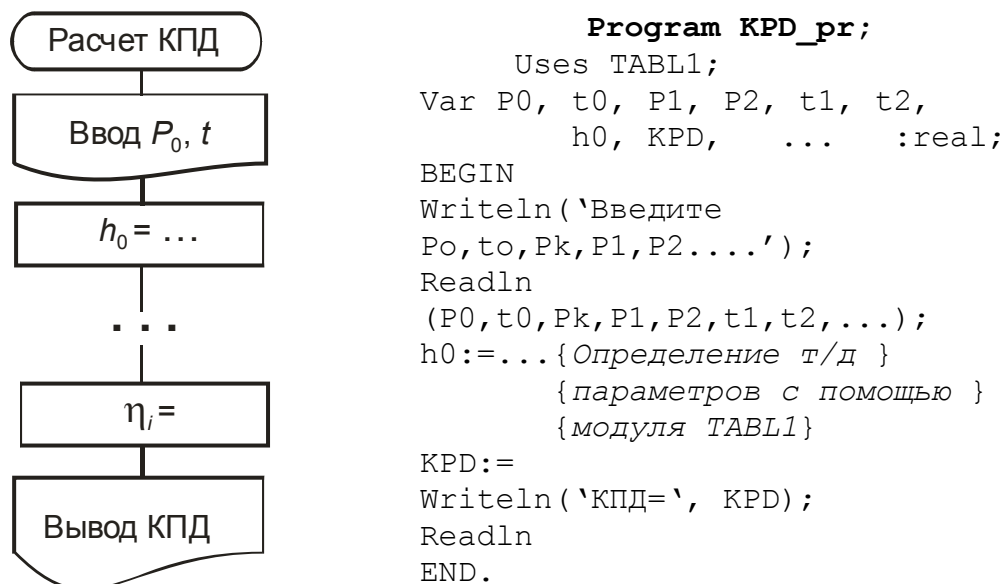 Расчет КПД
Ввод P₀, t
h₀ = ...
. . .
ηᵢ =
Вывод КПД
Program KPD_pr;
Uses TABL1;
Var P0, t0, P1, P2, t1, t2,
h0, KPD, ... :real;
BEGIN
Writeln(‘Введите
Po,to,Pk,P1,P2....’);
Readln
(P0,t0,Pk,P1,P2,t1,t2,...);
h0:=...{Определение т/д }
{параметров с помощью }
{модуля TABL1}
KPD:=
Writeln(‘КПД=‘, KPD);
Readln
END.